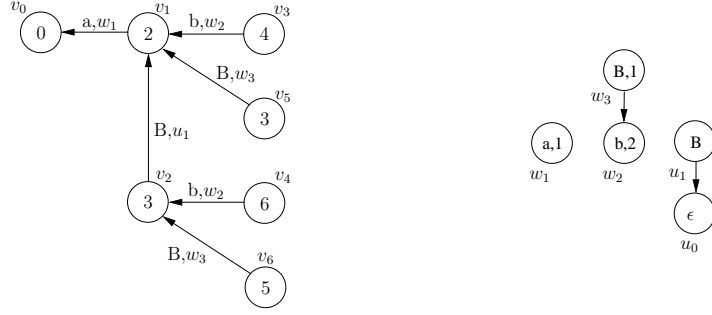 v₀ v₁ v₃
0 a,w₁ 2 b,w₂ 4
B,w₃ v₅
3
B,u₁
v₂ v₄
3 b,w₂ 6
B,w₃ v₆
5
B,1
w₃
a,1 b,2 B
w₁ w₂ u₁
ϵ
u₀